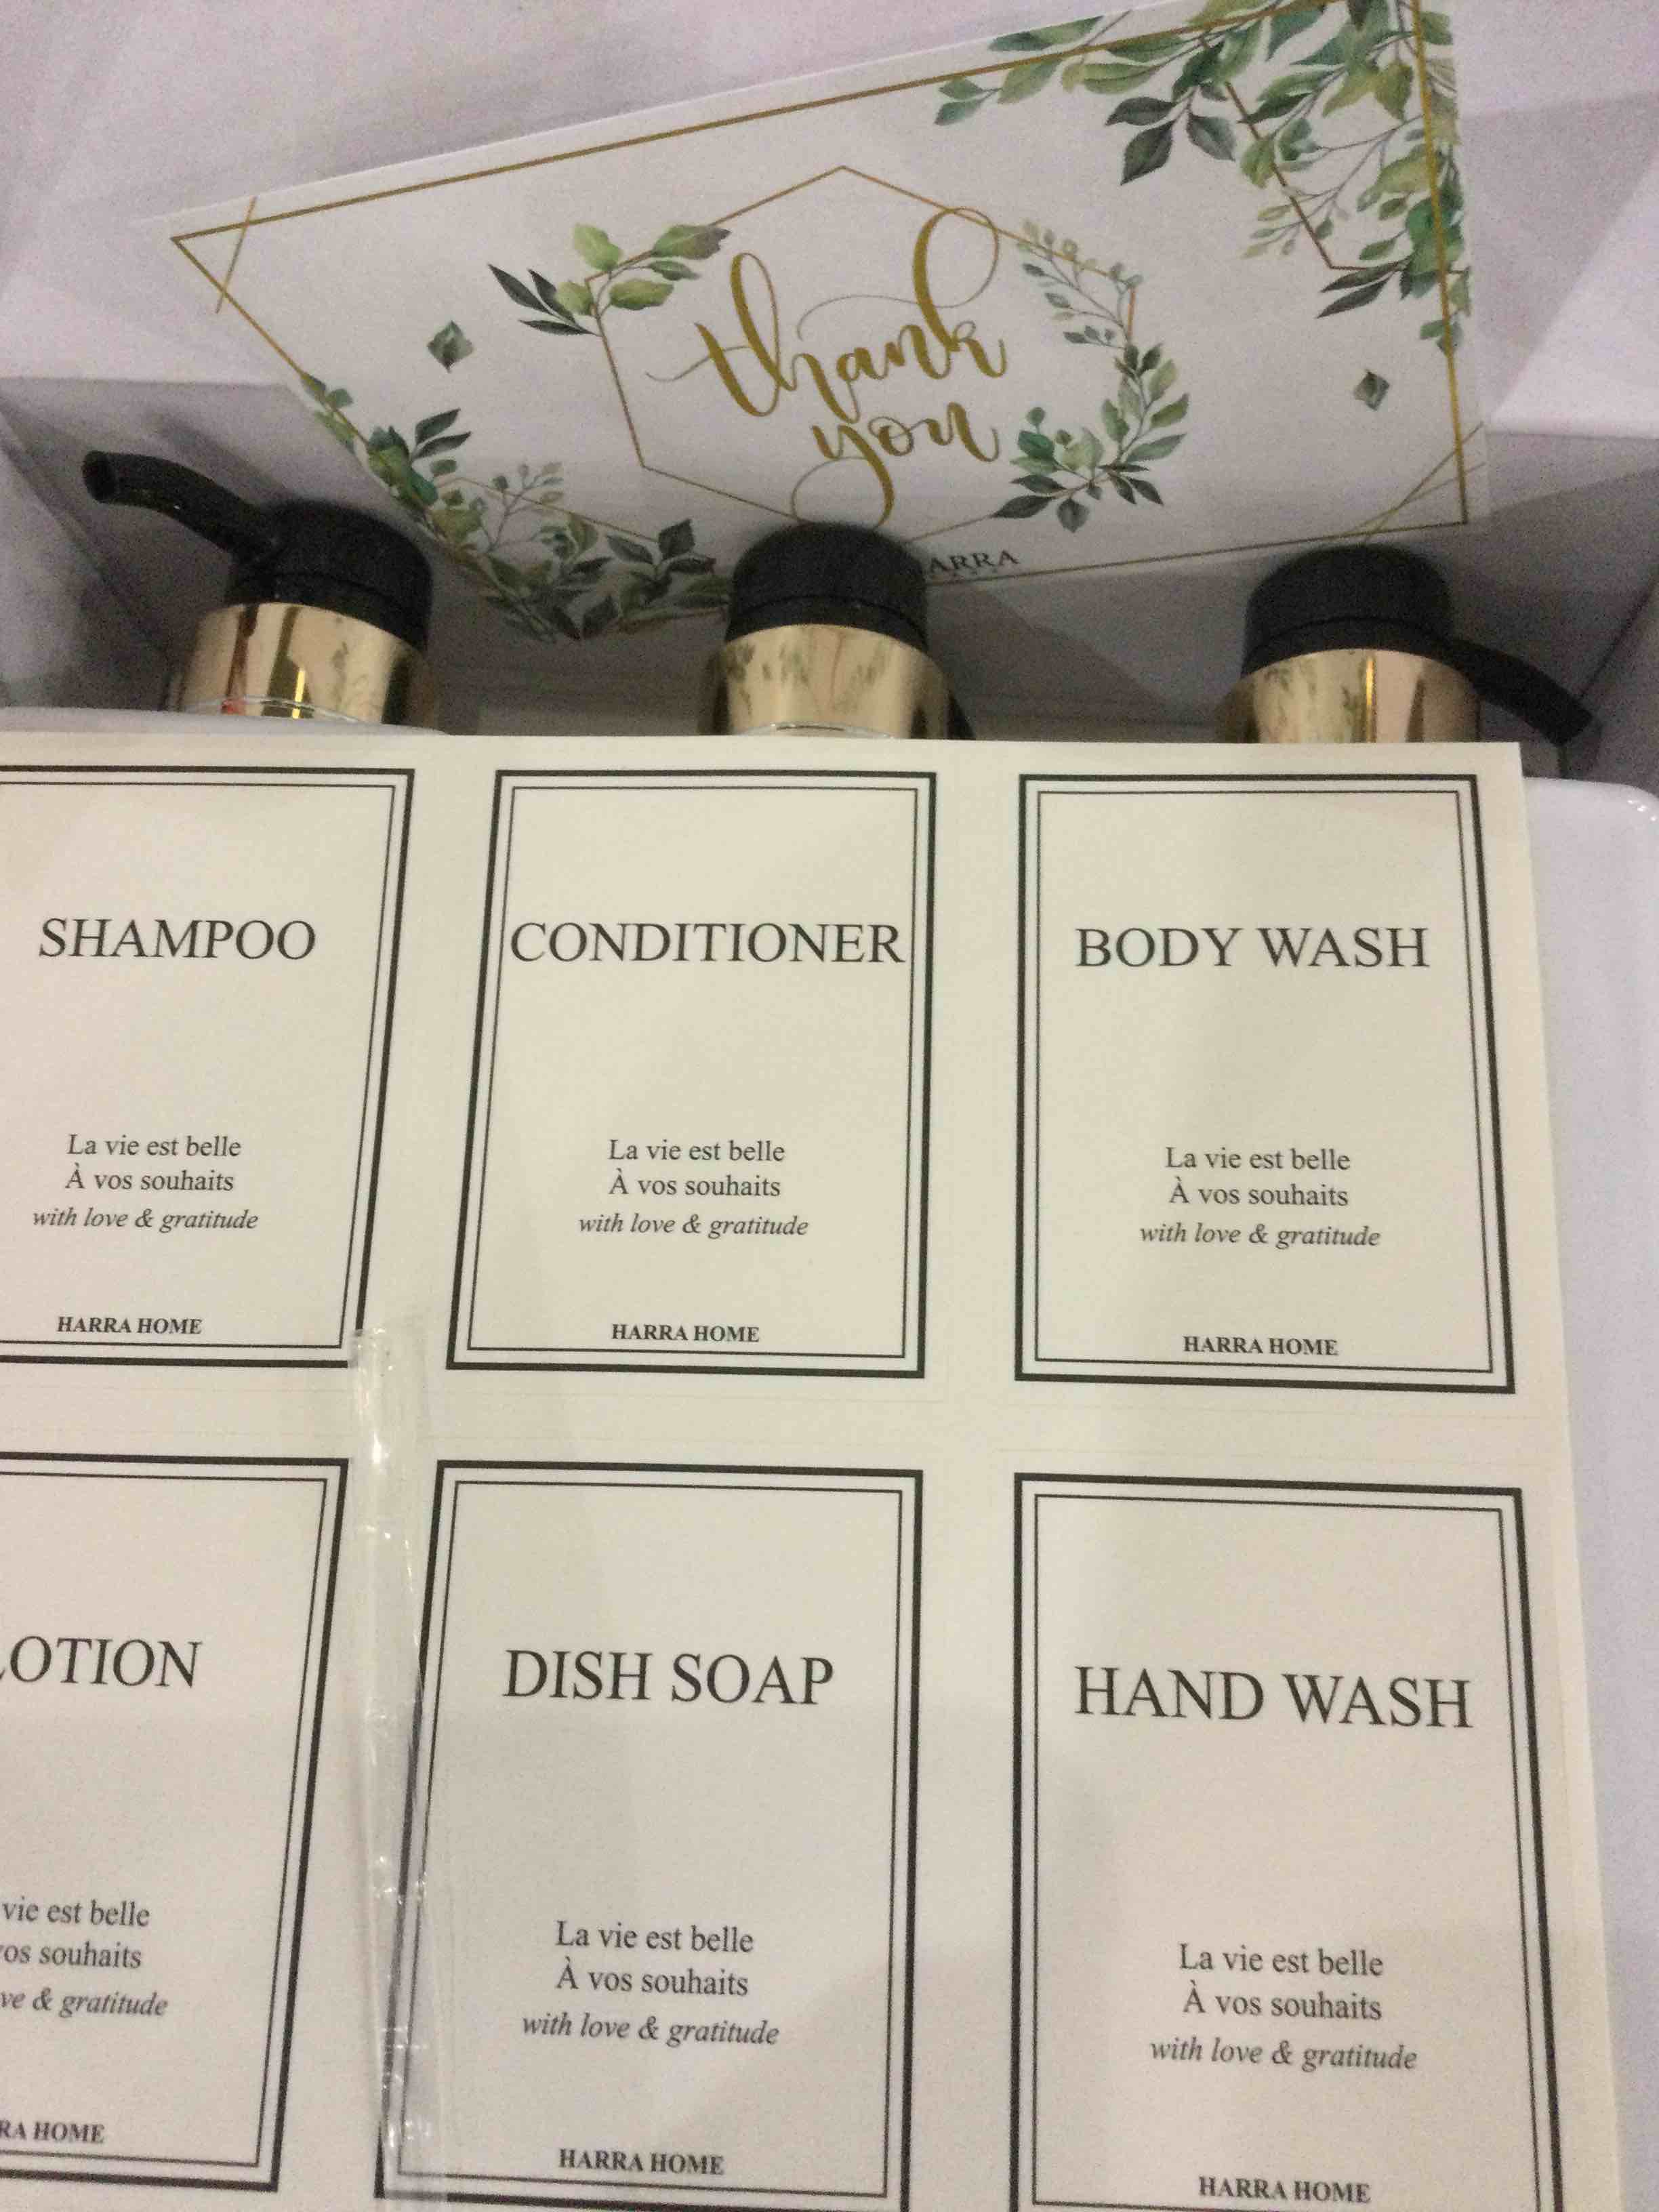 thank
you
ARRA
SHAMPOO
La vie est belle
À vos souhaits
with love & gratitude
HARRA HOME
CONDITIONER
La vie est belle
À vos souhaits
with love & gratitude
HARRA HOME
BODY WASH
La vie est belle
À vos souhaits
with love & gratitude
HARRA HOME
OTION
vie est belle
vos souhaits
ve & gratitude
RA HOME
DISH SOAP
La vie est belle
À vos souhaits
with love & gratitude
HARRA HOME
HAND WASH
La vie est belle
À vos souhaits
with love & gratitude
HARRA HOME